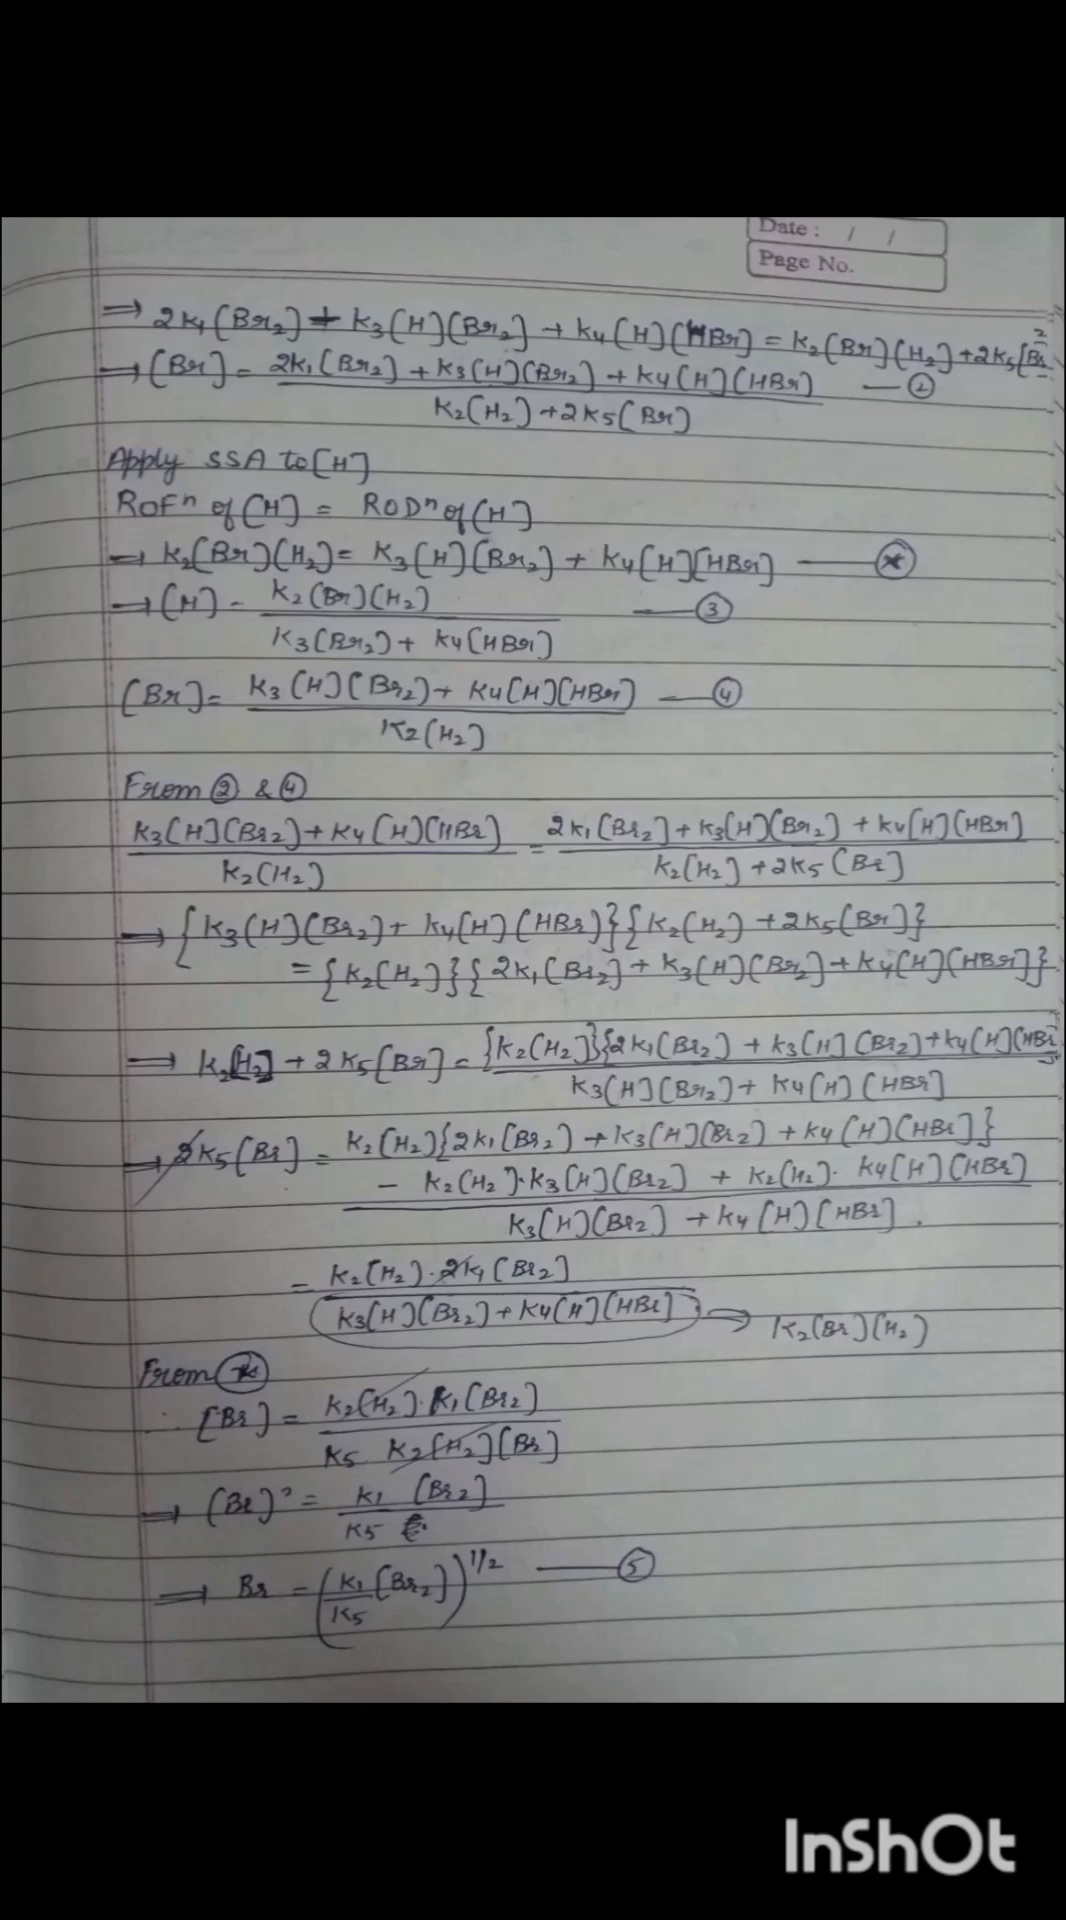 Date : / /
Page No.
⟹ 2K₁(Br₂] + K₃(H](Br₂] + K₄(H](HBr] = K₂(Br](H₂] + 2K₅[Br]²
⟹ (Br] = 2K₁(Br₂] + K₃(H](Br₂] + K₄(H](HBr] / K₂(H₂] + 2K₅(Br] — ②
Apply SSA to [H]
ROFⁿ of [H] = RODⁿ of [H]
⟹ K₂(Br](H₂] = K₃(H](Br₂] + K₄[H][HBr] — ⊛
⟹ (H] = K₂(Br](H₂] / K₃(Br₂] + K₄(HBr] — ③
(Br] = K₃(H](Br₂] + K₄(H](HBr] / K₂(H₂] — ④
From ② & ④
K₃(H](Br₂] + K₄(H](HBr] / K₂(H₂] = 2K₁(Br₂] + K₃(H](Br₂] + K₄[H](HBr] / K₂(H₂] + 2K₅(Br]
⟹ {K₃(H](Br₂] + K₄(H](HBr)}{K₂(H₂] + 2K₅(Br]}
= {K₂(H₂]}{2K₁(Br₂] + K₃(H](Br₂] + K₄(H](HBr]}
⟹ K₂[H₂] + 2K₅(Br] = {K₂(H₂]}{2K₁(Br₂] + K₃(H](Br₂] + K₄(H](HBr] / K₃(H](Br₂] + K₄(H](HBr]
⟹ 2K₅(Br] = K₂(H₂]{2K₁(Br₂] + K₃(H](Br₂] + K₄(H](HBr]}
- K₂(H₂]·K₃(H](Br₂] + K₂(H₂]·K₄(H](HBr] / K₃(H](Br₂] + K₄(H][HBr].
= K₂(H₂]·2K₁(Br₂] / K₃(H](Br₂] + K₄(H](HBr] → K₂(Br](H₂]
From ⊛
∴ [Br] = K₂(H₂]·K₁(Br₂] / K₅ K₂[H₂](Br]
⟹ (Br]² = K₁ (Br₂] / K₅
⟹ Br = (K₁/K₅ [Br₂])^1/2 — ⑤
InShOt